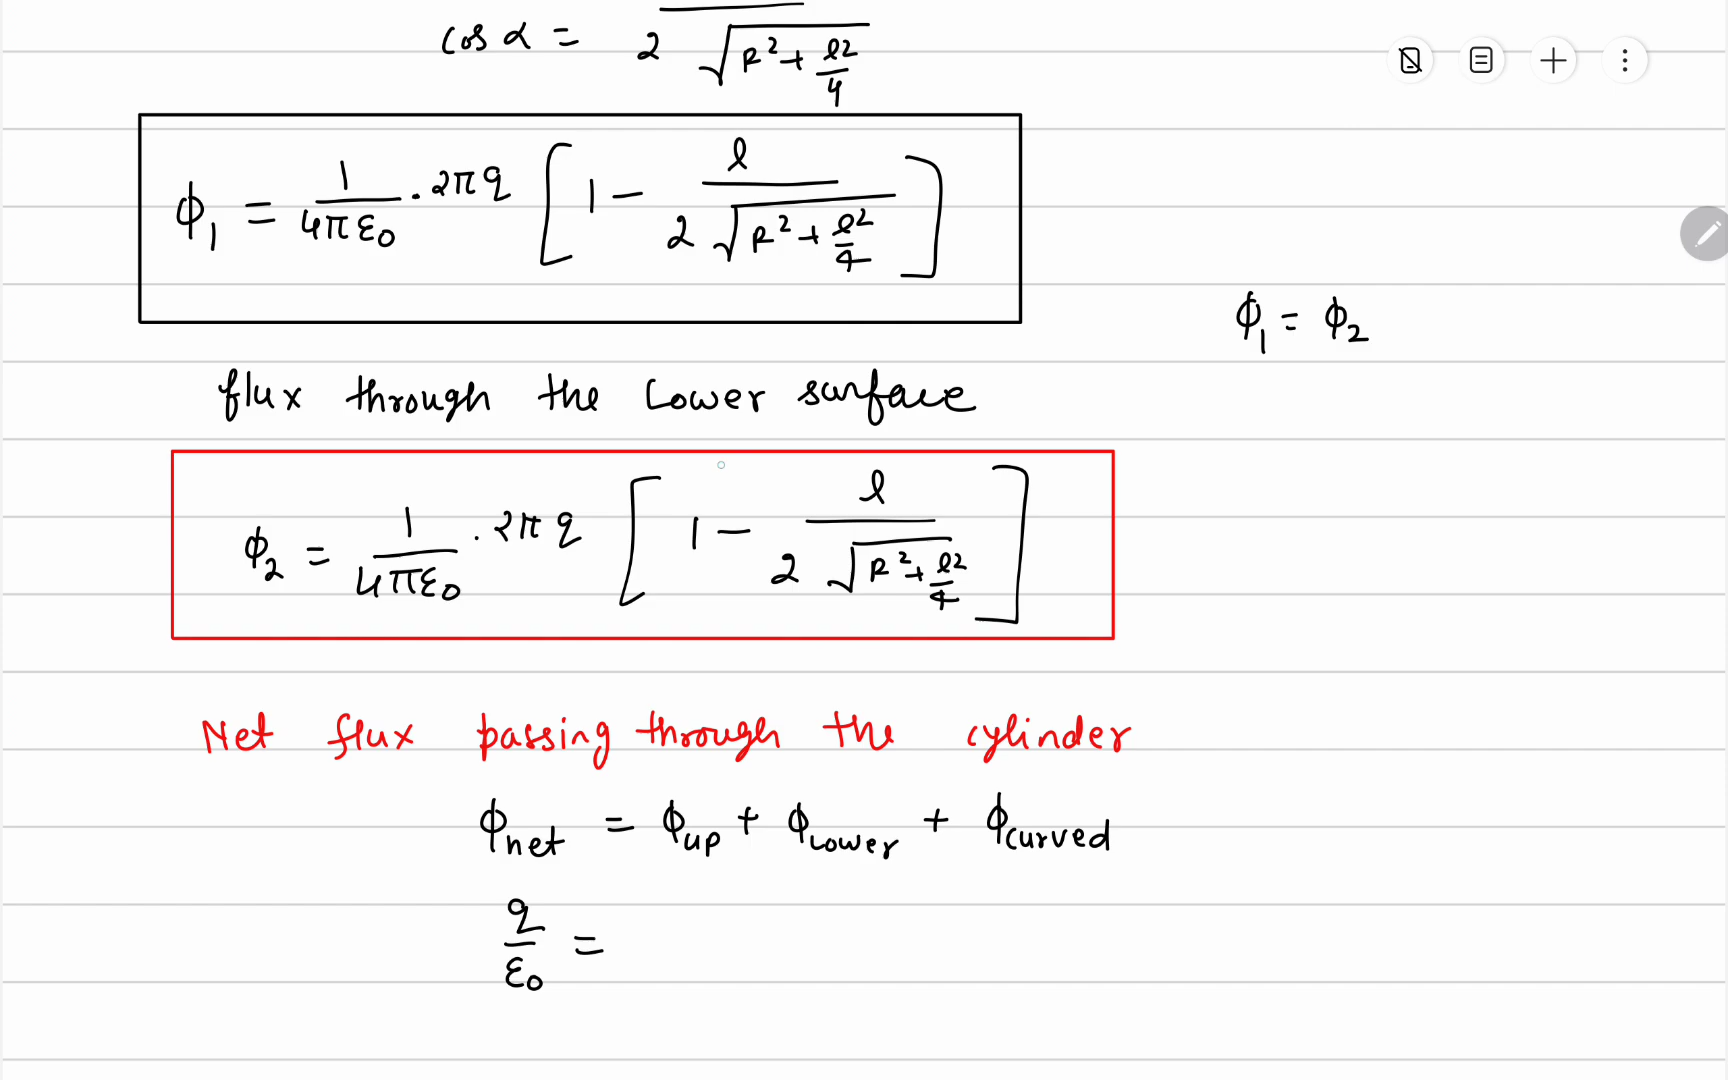 cos α = 2 √(R² + l²/4)
ϕ₁ = 1/4πε₀ · 2πq [ 1 − l / 2 √(R² + l²/4) ]
ϕ₁ = ϕ₂
flux through the Lower surface
ϕ₂ = 1/4πε₀ · 2πq [ 1 − l / 2 √(R² + l²/4) ]
Net flux passing through the cylinder
ϕnet = ϕup + ϕLower + ϕcurved
q/ε₀ =